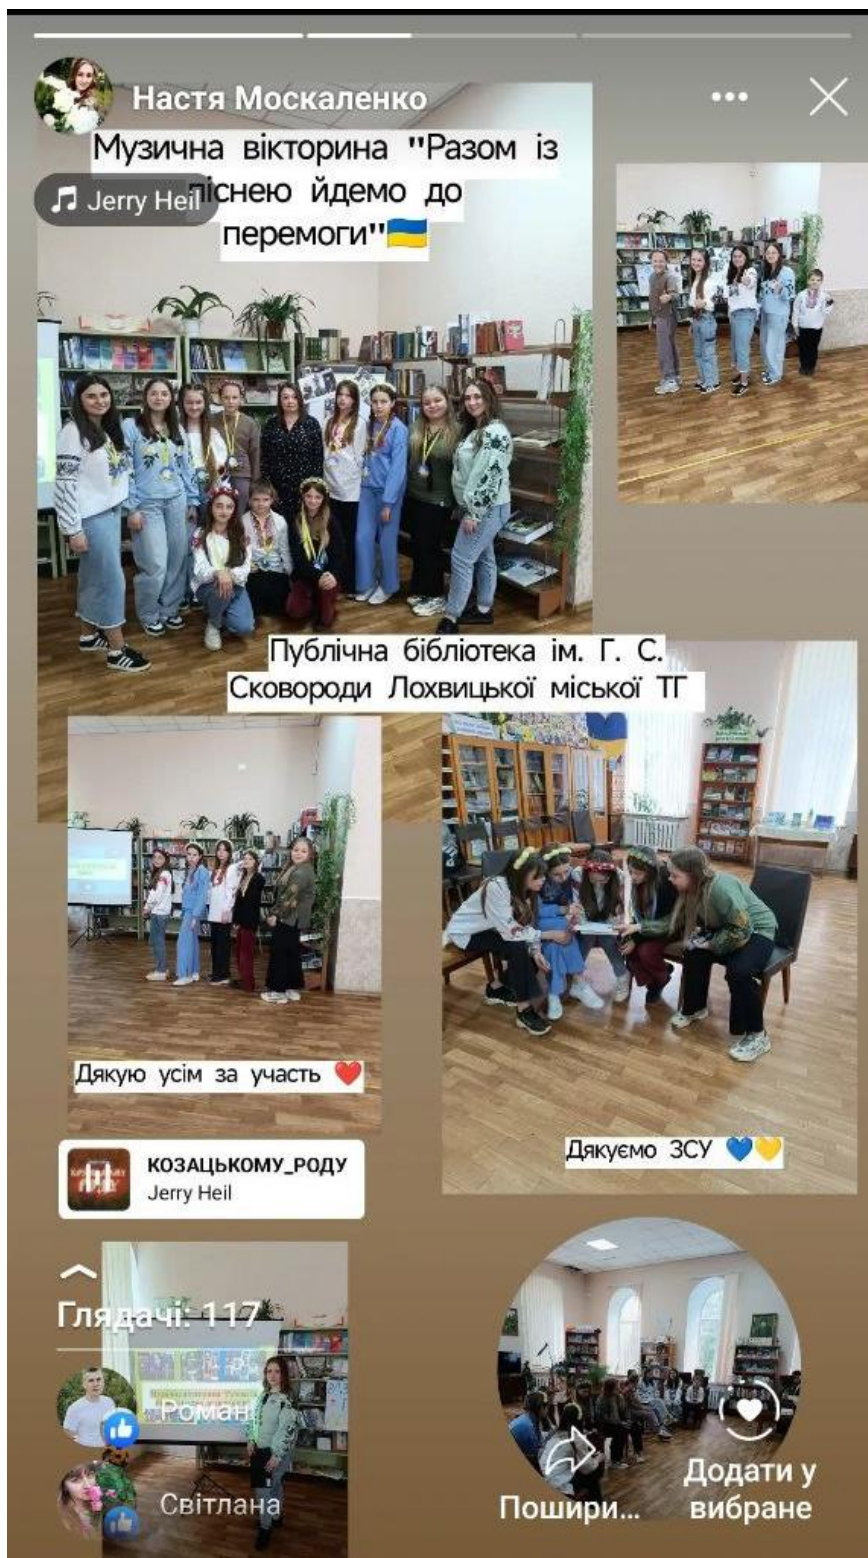 Настя Москаленко
Музична вікторина "Разом із
піснею йдемо до
перемоги"🇺🇦
Jerry Heil
Публічна бібліотека ім. Г. С.
Сковороди Лохвицької міської ТГ
Дякую усім за участь ❤️
Дякуємо ЗСУ 💙💛
КОЗАЦЬКОМУ_РОДУ
Jerry Heil
Глядачі: 117
Роман
Світлана
Пошири...
Додати у
вибране